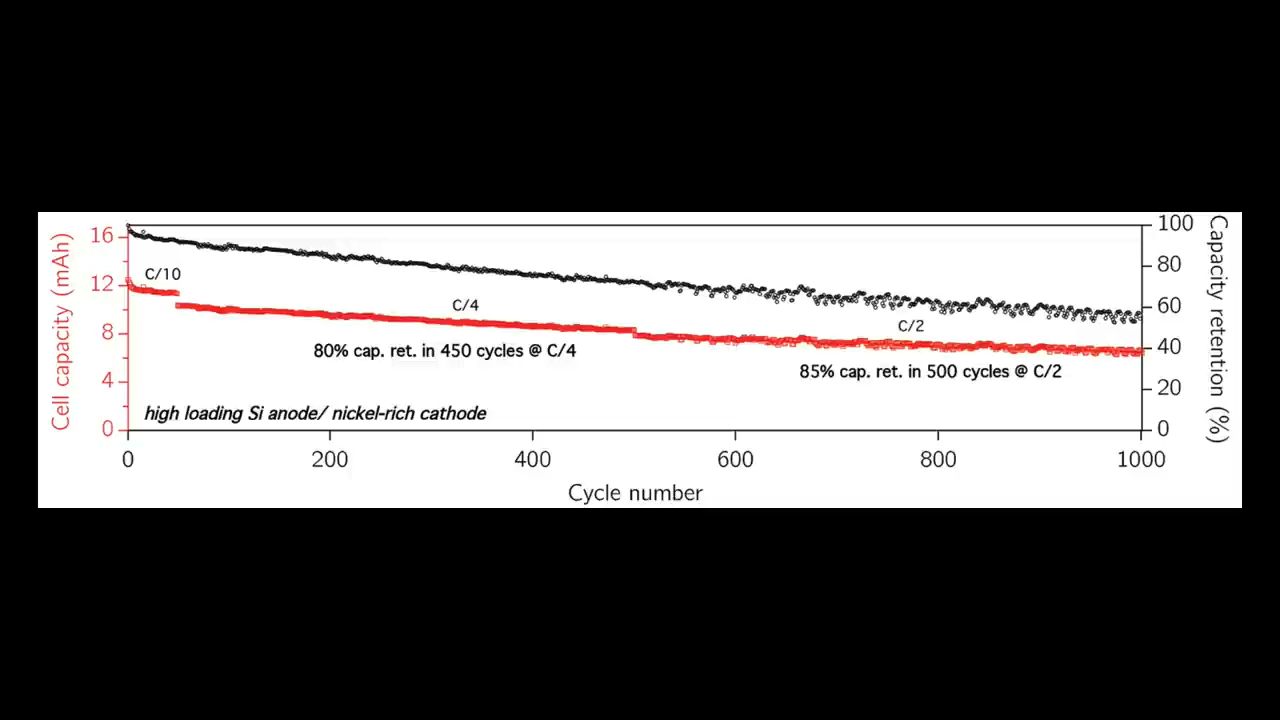 Cell capacity (mAh)
16
12
8
4
0
C/10
C/4
C/2
80% cap. ret. in 450 cycles @ C/4
85% cap. ret. in 500 cycles @ C/2
high loading Si anode/ nickel-rich cathode
100
80
60
40
20
0
Capacity retention (%)
0 200 400 600 800 1000
Cycle number